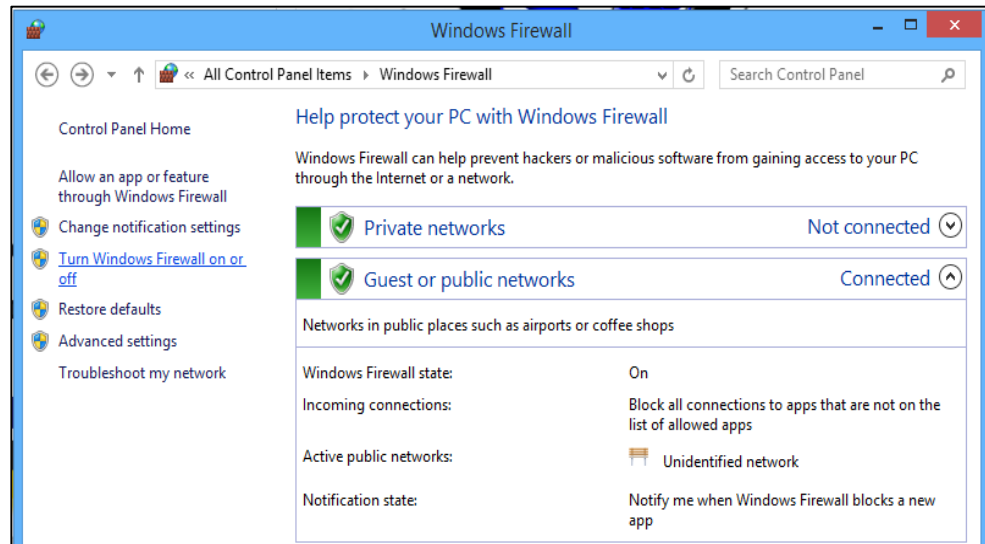 Windows Firewall
« All Control Panel Items ▸ Windows Firewall
Search Control Panel
Control Panel Home
Allow an app or feature
through Windows Firewall
Change notification settings
Turn Windows Firewall on or
off
Restore defaults
Advanced settings
Troubleshoot my network
Help protect your PC with Windows Firewall
Windows Firewall can help prevent hackers or malicious software from gaining access to your PC
through the Internet or a network.
Private networks Not connected
Guest or public networks Connected
Networks in public places such as airports or coffee shops
Windows Firewall state: On
Incoming connections: Block all connections to apps that are not on the
list of allowed apps
Active public networks: Unidentified network
Notification state: Notify me when Windows Firewall blocks a new
app